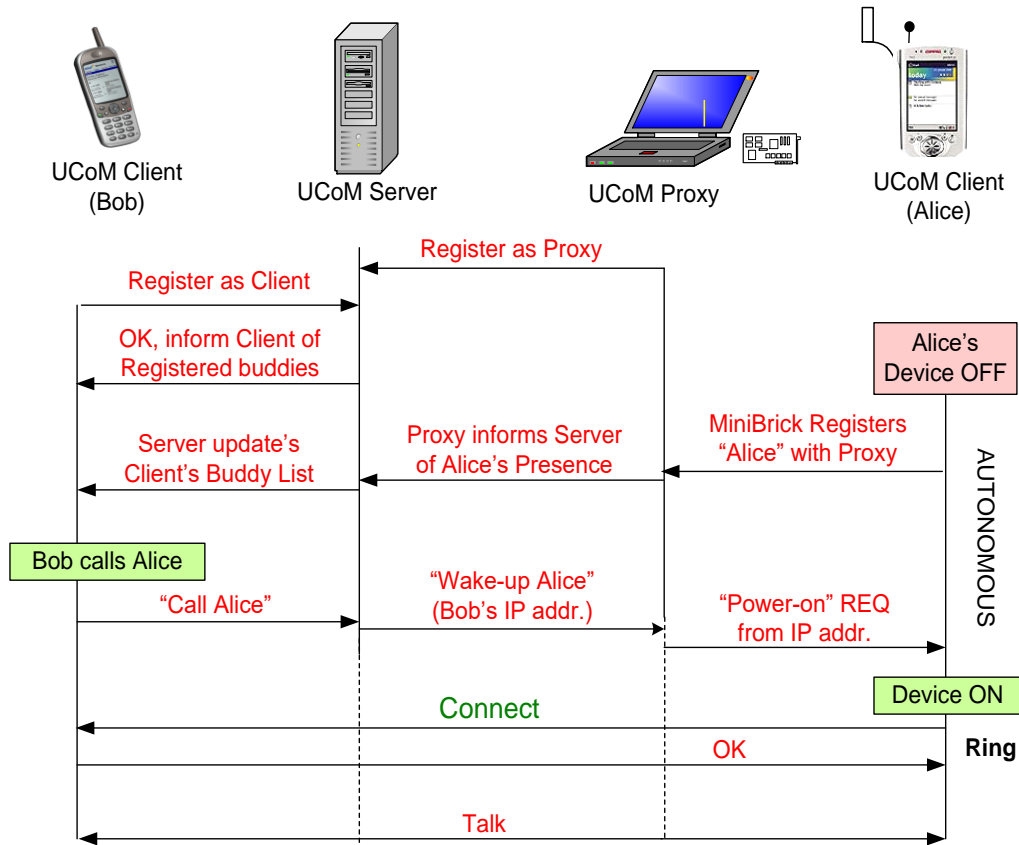 UCoM Client
(Bob)
UCoM Server
UCoM Proxy
UCoM Client
(Alice)
today
Register as Proxy
Register as Client
OK, inform Client of
Registered buddies
Alice's
Device OFF
MiniBrick Registers
"Alice" with Proxy
Proxy informs Server
of Alice's Presence
Server update's
Client's Buddy List
AUTONOMOUS
Bob calls Alice
"Call Alice"
"Wake-up Alice"
(Bob's IP addr.)
"Power-on" REQ
from IP addr.
Device ON
Connect
Ring
OK
Talk